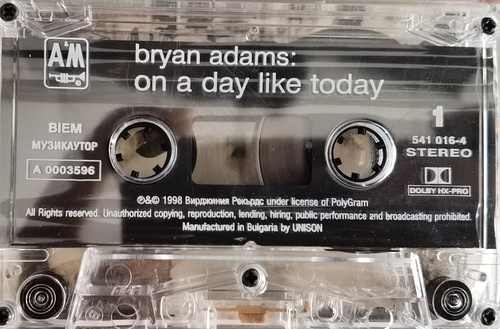 A&M
bryan adams:
on a day like today
1
BIEM
МУЗИКАУТОР
A 0003596
541 016-4
STEREO
DOLBY HX-PRO
℗&© 1998 Вирджиния Рекърдс under license of PolyGram
All Rights reserved. Unauthorized copying, reproduction, lending, hiring, public performance and broadcasting prohibited.
Manufactured in Bulgaria by UNISON